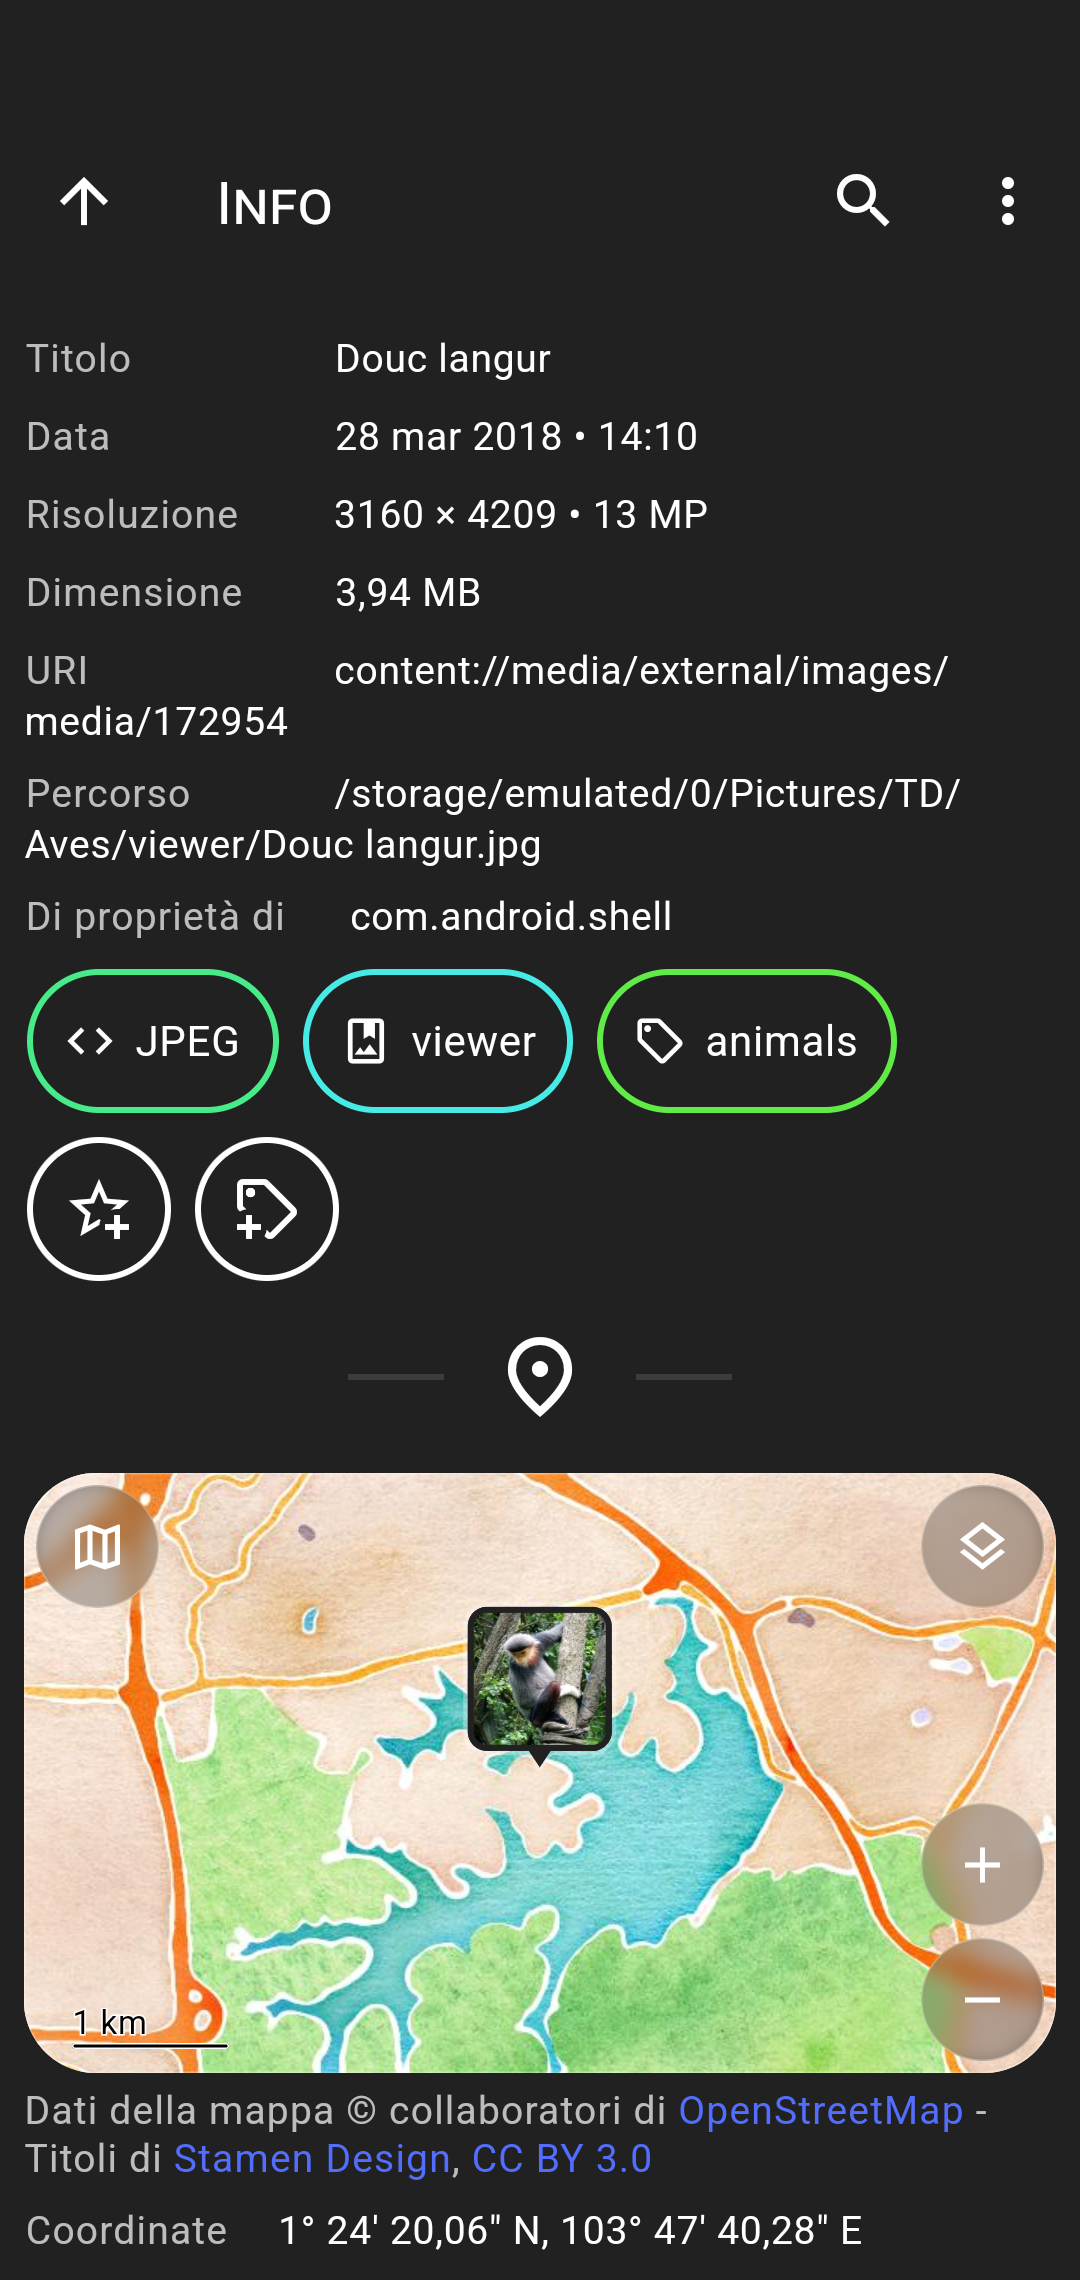 Info
Titolo Douc langur
Data 28 mar 2018 • 14:10
Risoluzione 3160 × 4209 • 13 MP
Dimensione 3,94 MB
URI content://media/external/images/
media/172954
Percorso /storage/emulated/0/Pictures/TD/
Aves/viewer/Douc langur.jpg
Di proprietà di com.android.shell
JPEG viewer animals
1 km
Dati della mappa © collaboratori di OpenStreetMap -
Titoli di Stamen Design, CC BY 3.0
Coordinate 1° 24' 20,06" N, 103° 47' 40,28" E